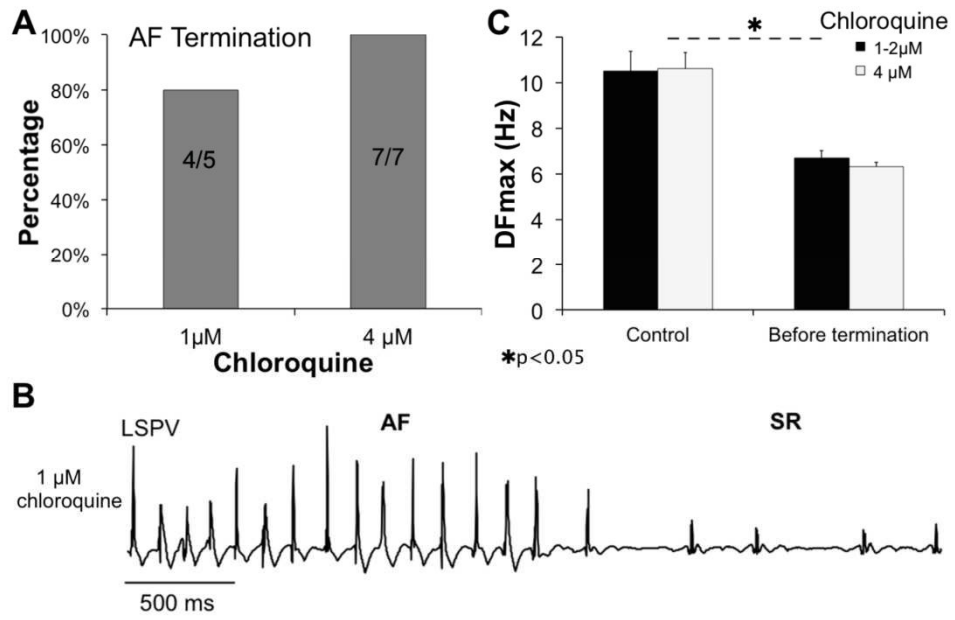 A
AF Termination
100%
80%
60%
40%
20%
0%
Percentage
4/5
7/7
1µM
4 µM
Chloroquine
C
Chloroquine
1-2µM
4 µM
✱
12
10
8
6
4
2
0
DFmax (Hz)
Control
Before termination
✱p<0.05
B
LSPV
AF
SR
1 µM
chloroquine
500 ms